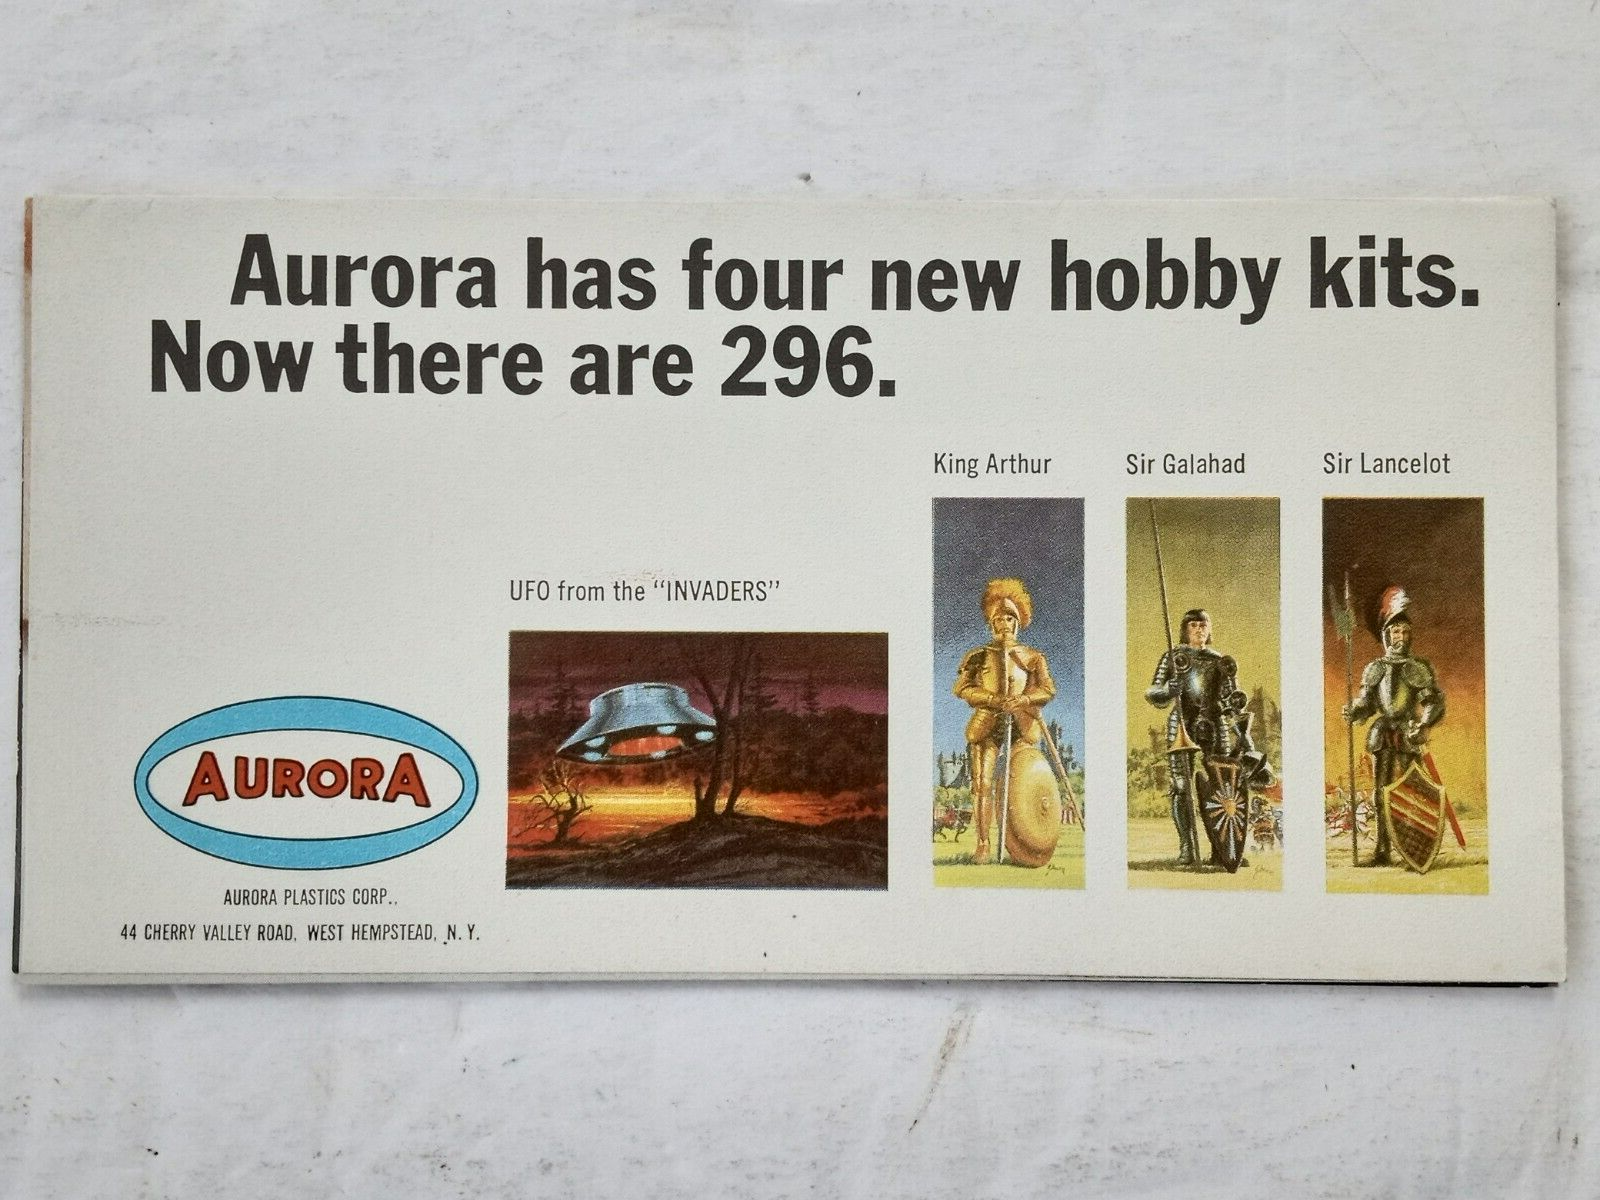 Aurora has four new hobby kits.
Now there are 296.
King Arthur
Sir Galahad
Sir Lancelot
UFO from the "INVADERS"
AURORA
AURORA PLASTICS CORP.,
44 CHERRY VALLEY ROAD, WEST HEMPSTEAD, N.Y.